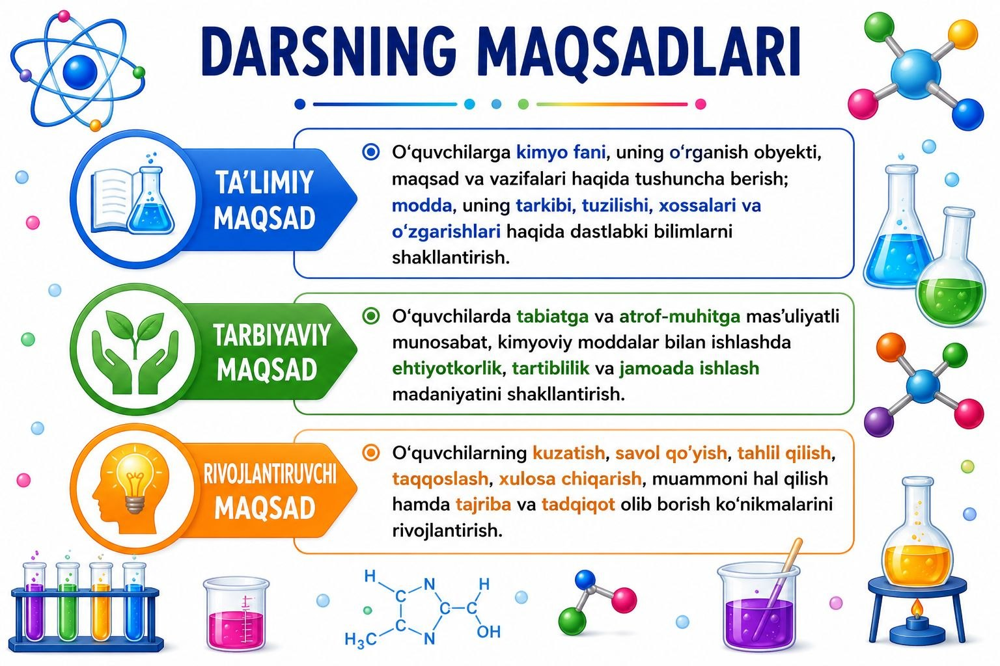 DARSNING MAQSADLARI
TA’LIMIY
MAQSAD
O‘quvchilarga kimyo fani, uning o‘rganish obyekti,
maqsad va vazifalari haqida tushuncha berish;
modda, uning tarkibi, tuzilishi, xossalari va
o‘zgarishlari haqida dastlabki bilimlarni
shakllantirish.
TARBIYAVIY
MAQSAD
O‘quvchilarda tabiatga va atrof-muhitga mas’uliyatli
munosabat, kimyoviy moddalar bilan ishlashda
ehtiyotkorlik, tartiblilik va jamoada ishlash
madaniyatini shakllantirish.
RIVOJLANTIRUVCHI
MAQSAD
O‘quvchilarning kuzatish, savol qo‘yish, tahlil qilish,
taqqoslash, xulosa chiqarish, muammoni hal qilish
hamda tajriba va tadqiqot olib borish ko‘nikmalarini
rivojlantirish.
H N H
C C C
C
H₃C N OH